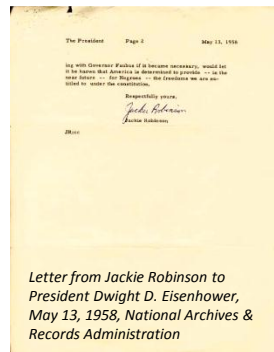 The President Page 2 May 13, 1958
ing with Governor Faubus if it became necessary, would let
it be known that America is determined to provide -- in the
near future -- for Negroes -- the freedoms we are en-
titled to under the constitution.
Respectfully yours,
Jackie Robinson
Jackie Robinson
JR:cc
Letter from Jackie Robinson to
President Dwight D. Eisenhower,
May 13, 1958, National Archives &
Records Administration